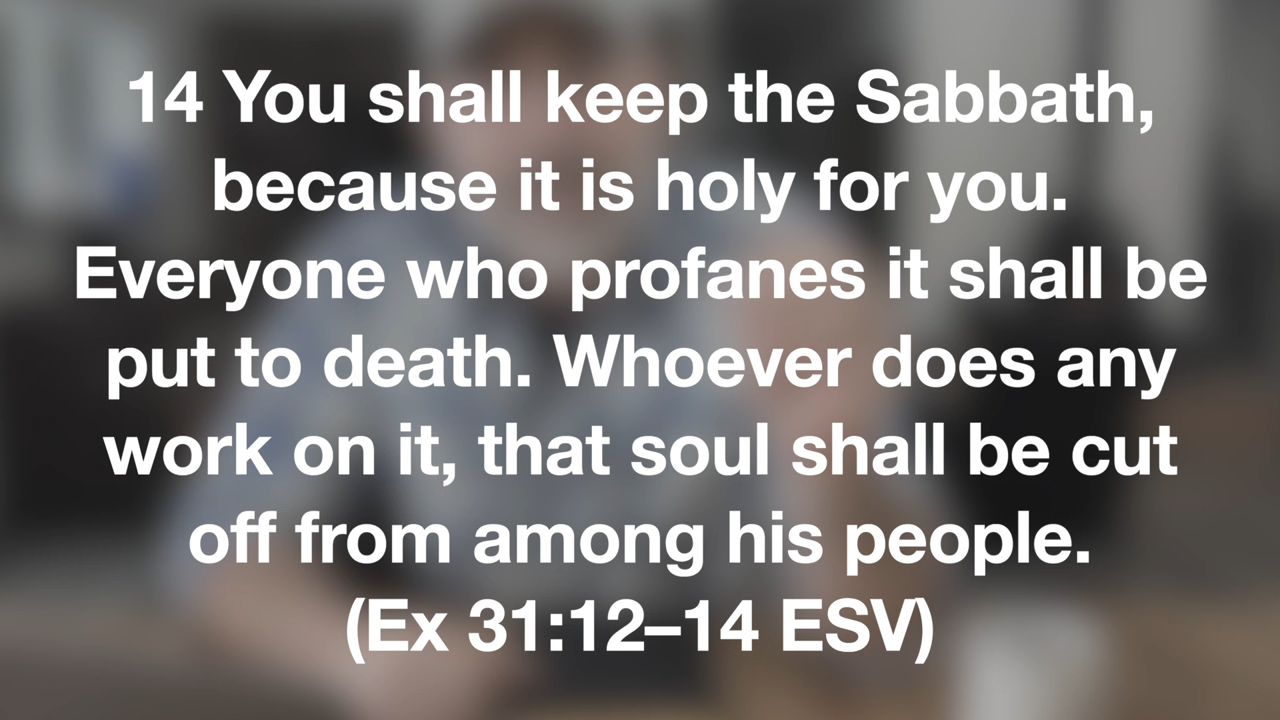 14 You shall keep the Sabbath,
because it is holy for you.
Everyone who profanes it shall be
put to death. Whoever does any
work on it, that soul shall be cut
off from among his people.
(Ex 31:12–14 ESV)